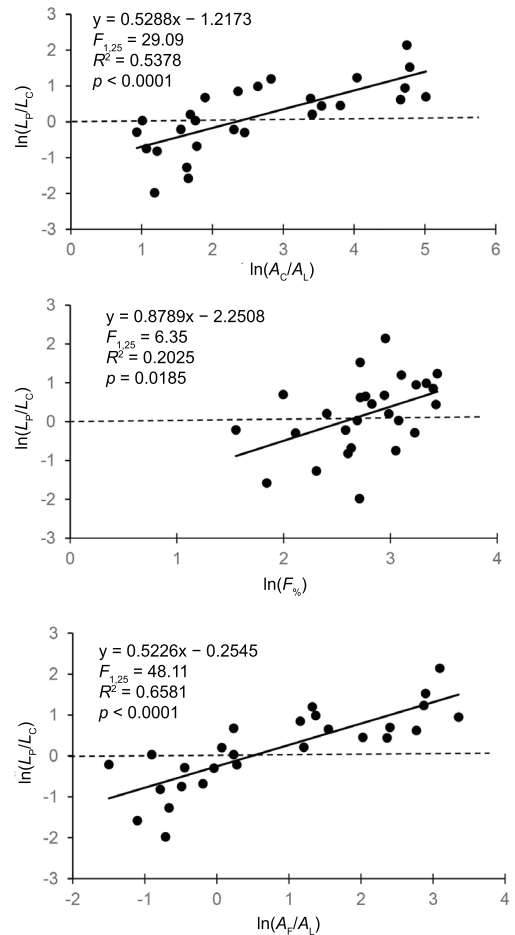 y = 0.5288x − 1.2173
F1,25 = 29.09
R2 = 0.5378
p < 0.0001
ln(LP/LC)
3
2
1
0
-1
-2
-3
0 1 2 3 4 5 6
ln(AC/AL)
y = 0.8789x − 2.2508
F1,25 = 6.35
R2 = 0.2025
p = 0.0185
ln(LP/LC)
3
2
1
0
-1
-2
-3
0 1 2 3 4
ln(F%)
y = 0.5226x − 0.2545
F1,25 = 48.11
R2 = 0.6581
p < 0.0001
ln(LP/LC)
3
2
1
0
-1
-2
-3
-2 -1 0 1 2 3 4
ln(AF/AL)